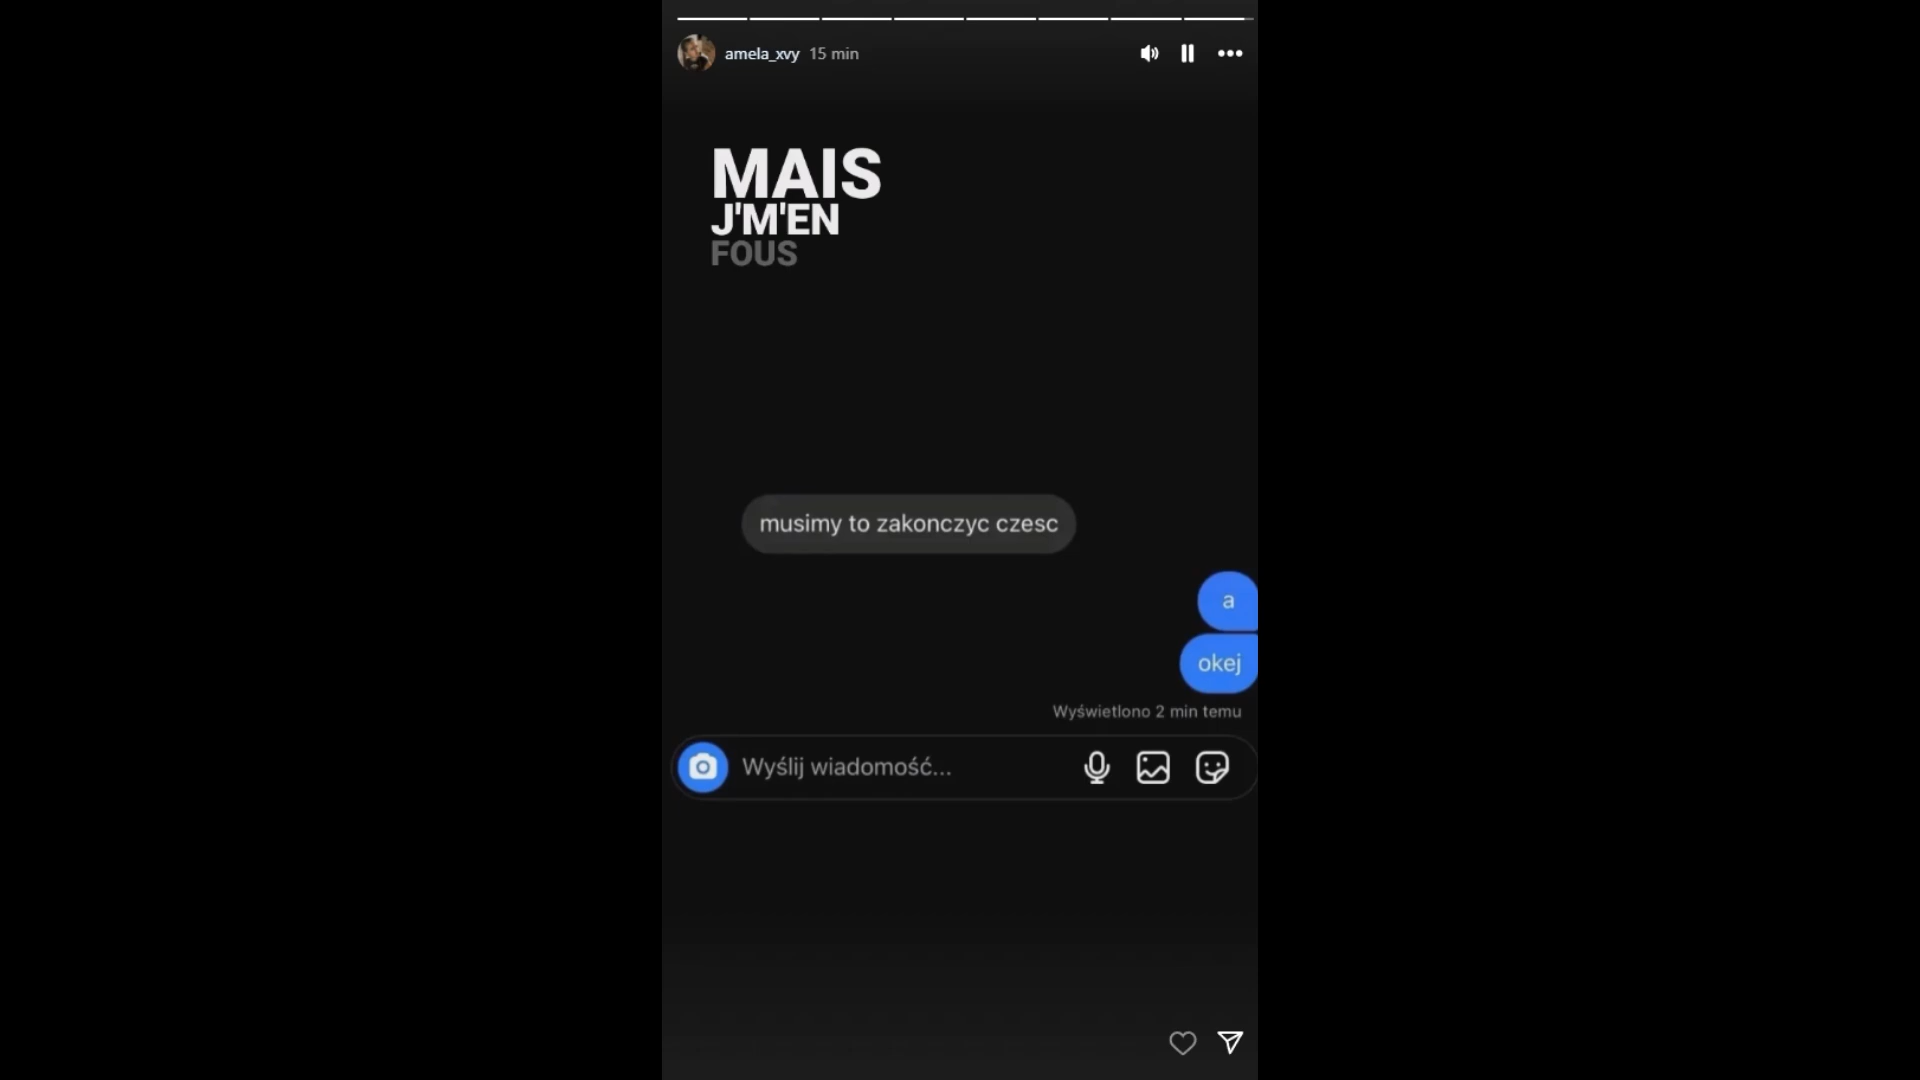 amela_xvy 15 min
MAIS
J'M'EN
FOUS
musimy to zakonczyc czesc
a
okej
Wyświetlono 2 min temu
Wyślij wiadomość...